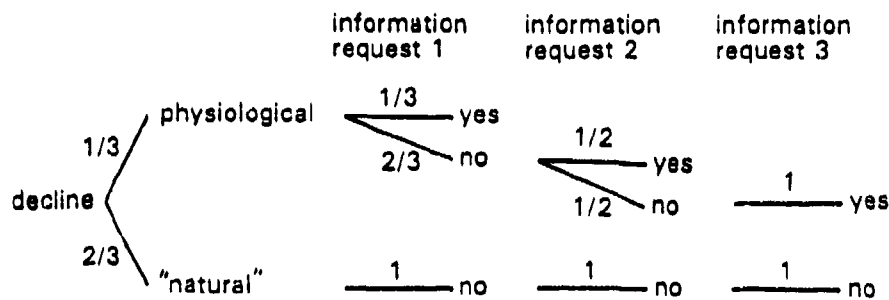 information information information
request 1 request 2 request 3
1/3
physiological yes
1/3 1/2
2/3 no yes
1
decline 1/2 no yes
2/3
"natural" 1 no 1 no 1 no